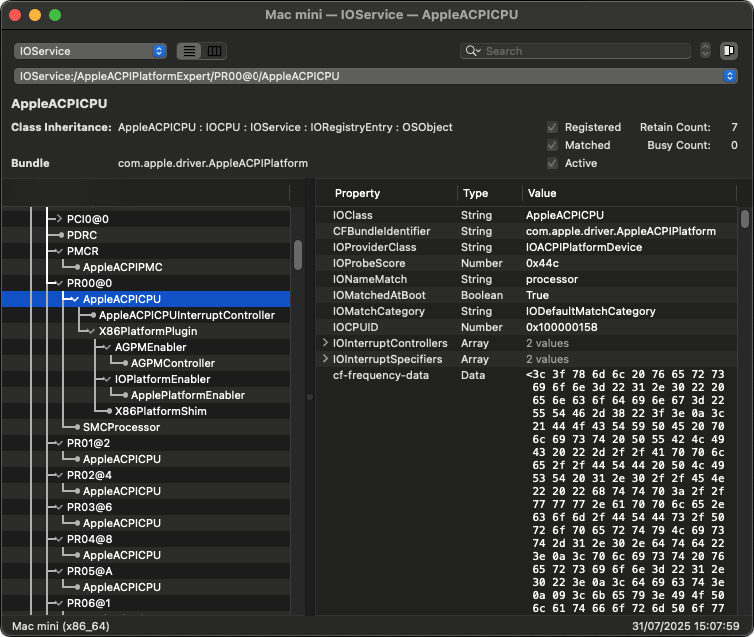 Mac mini — IOService — AppleACPICPU
IOService
Search
IOService:/AppleACPIPlatformExpert/PR00@0/AppleACPICPU
AppleACPICPU
Class Inheritance: AppleACPICPU : IOCPU : IOService : IORegistryEntry : OSObject
Registered Retain Count: 7
Matched Busy Count: 0
Bundle com.apple.driver.AppleACPIPlatform
Active
PCI0@0
PDRC
PMCR
AppleACPIPMC
PR00@0
AppleACPICPU
AppleACPICPUInterruptController
X86PlatformPlugin
AGPMEnabler
AGPMController
IOPlatformEnabler
ApplePlatformEnabler
X86PlatformShim
SMCProcessor
PR01@2
AppleACPICPU
PR02@4
AppleACPICPU
PR03@6
AppleACPICPU
PR04@8
AppleACPICPU
PR05@A
AppleACPICPU
PR06@1
Property Type Value
IOClass String AppleACPICPU
CFBundleIdentifier String com.apple.driver.AppleACPIPlatform
IOProviderClass String IOACPIPlatformDevice
IOProbeScore Number 0x44c
IONameMatch String processor
IOMatchedAtBoot Boolean True
IOMatchCategory String IODefaultMatchCategory
IOCPUID Number 0x100000158
IOInterruptControllers Array 2 values
IOInterruptSpecifiers Array 2 values
cf-frequency-data Data <3c 3f 78 6d 6c 20 76 65 72 73
69 6f 6e 3d 22 31 2e 30 22 20
65 6e 63 6f 64 69 6e 67 3d 22
55 54 46 2d 38 22 3f 3e 0a 3c
21 44 4f 43 54 59 50 45 20 70
6c 69 73 74 20 50 55 42 4c 49
43 20 22 2d 2f 2f 41 70 70 6c
65 2f 2f 44 54 44 20 50 4c 49
53 54 20 31 2e 30 2f 2f 45 4e
22 20 22 68 74 74 70 3a 2f 2f
77 77 77 2e 61 70 70 6c 65 2e
63 6f 6d 2f 44 54 44 73 2f 50
72 6f 70 65 72 74 79 4c 69 73
74 2d 31 2e 30 2e 64 74 64 22
3e 0a 3c 70 6c 69 73 74 20 76
65 72 73 69 6f 6e 3d 22 31 2e
30 22 3e 0a 3c 64 69 63 74 3e
0a 09 3c 6b 65 79 3e 49 4f 50
6c 61 74 66 6f 72 6d 50 6f 77
Mac mini (x86_64)
31/07/2025 15:07:59